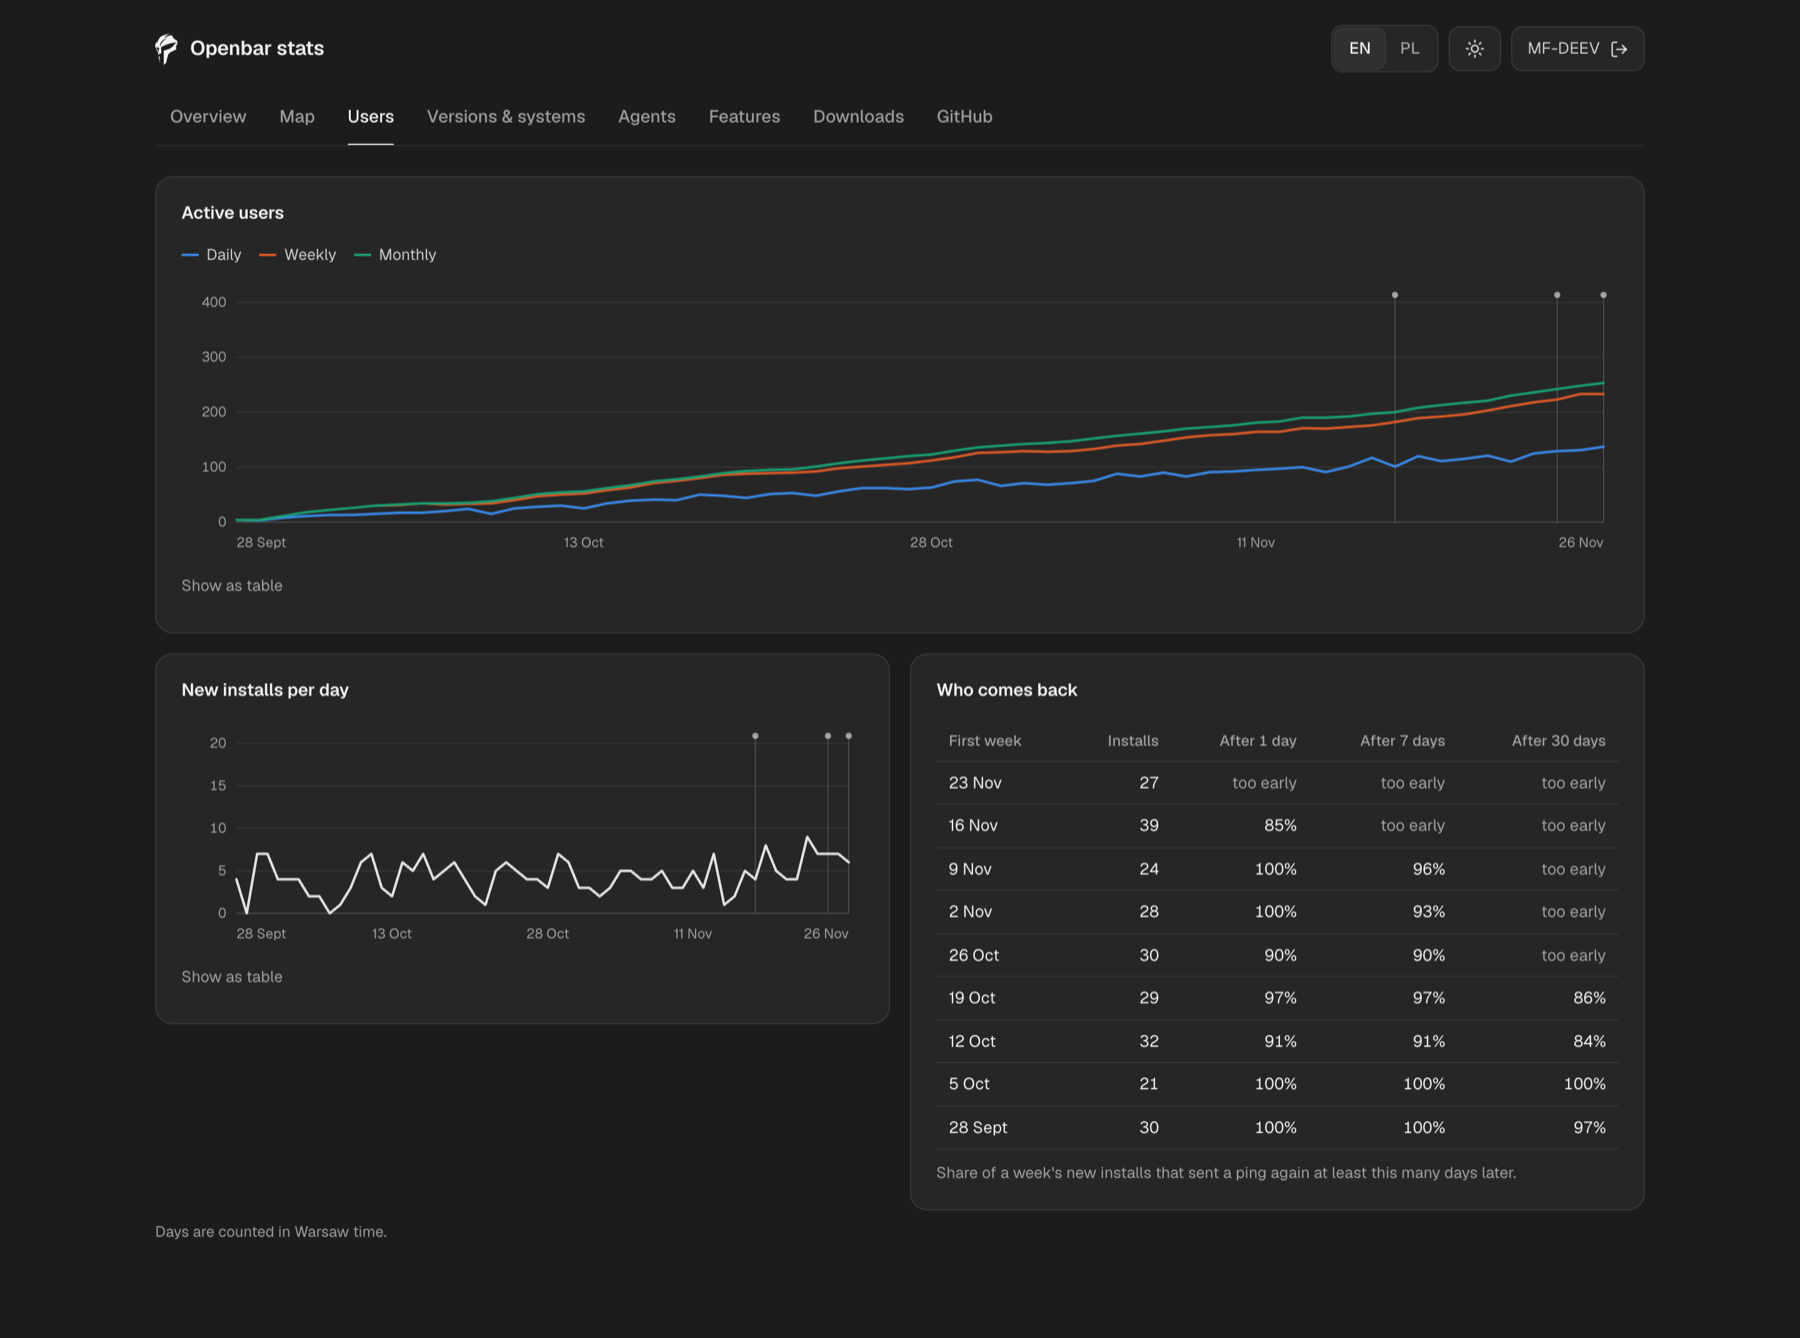 Openbar stats
EN PL MF-DEEV
Overview Map Users Versions & systems Agents Features Downloads GitHub
Active users
Daily Weekly Monthly
400
300
200
100
0
28 Sept 13 Oct 28 Oct 11 Nov 26 Nov
Show as table
New installs per day
20
15
10
5
0
28 Sept 13 Oct 28 Oct 11 Nov 26 Nov
Show as table
Who comes back
First week Installs After 1 day After 7 days After 30 days
23 Nov 27 too early too early too early
16 Nov 39 85% too early too early
9 Nov 24 100% 96% too early
2 Nov 28 100% 93% too early
26 Oct 30 90% 90% too early
19 Oct 29 97% 97% 86%
12 Oct 32 91% 91% 84%
5 Oct 21 100% 100% 100%
28 Sept 30 100% 100% 97%
Share of a week's new installs that sent a ping again at least this many days later.
Days are counted in Warsaw time.